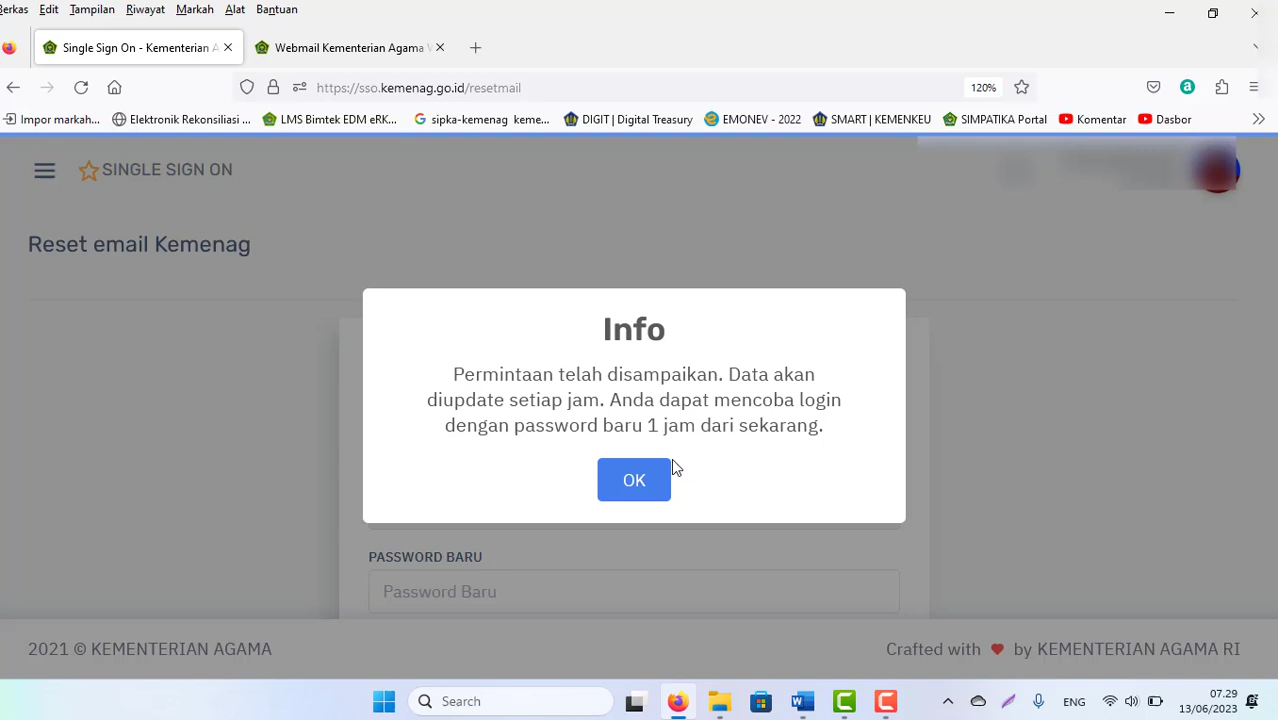 Berkas Edit Tampilan Riwayat Markah Alat Bantuan
Single Sign On - Kementerian A
Webmail Kementerian Agama
https://sso.kemenag.go.id/resetmail
120%
Impor markah...
Elektronik Rekonsiliasi ...
LMS Bimtek EDM eRK...
sipka-kemenag keme...
DIGIT | Digital Treasury
EMONEV - 2022
SMART | KEMENKEU
SIMPATIKA Portal
Komentar
Dasbor
SINGLE SIGN ON
Reset email Kemenag
Info
Permintaan telah disampaikan. Data akan
diupdate setiap jam. Anda dapat mencoba login
dengan password baru 1 jam dari sekarang.
OK
PASSWORD BARU
Password Baru
2021 © KEMENTERIAN AGAMA
Crafted with ♥ by KEMENTERIAN AGAMA RI
Search
ENG
07.29
13/06/2023